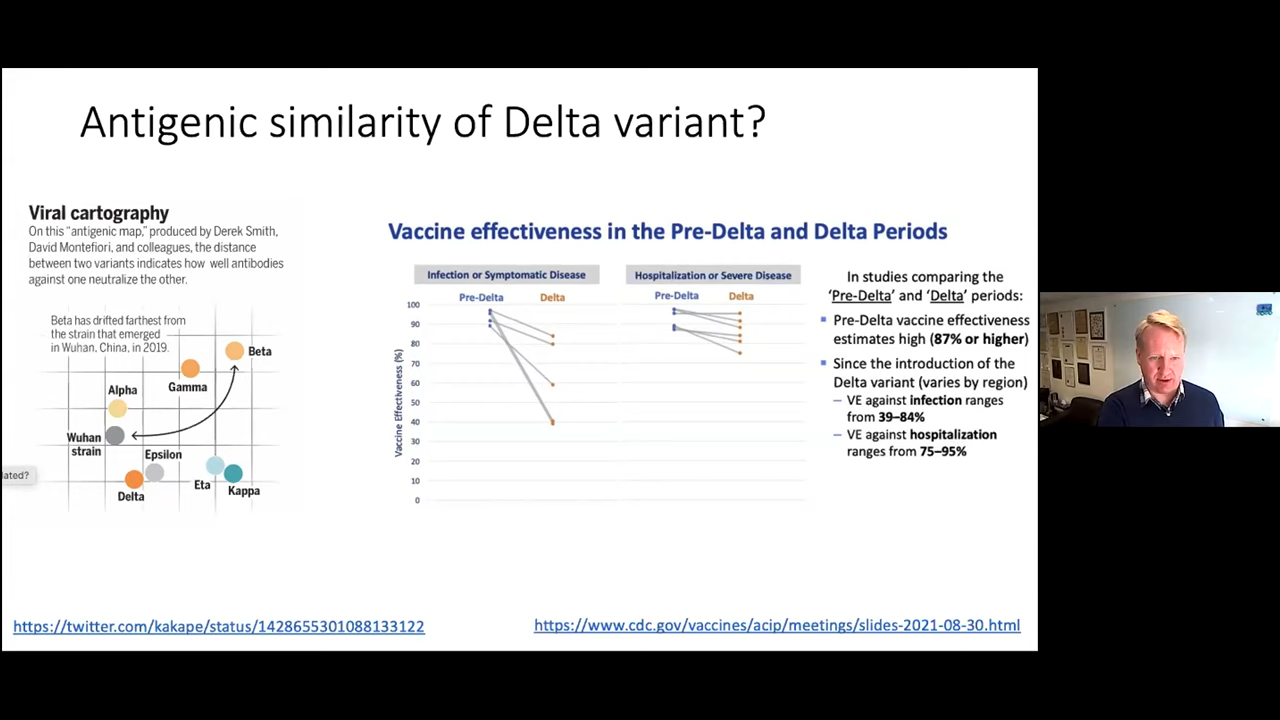 Antigenic similarity of Delta variant?
Viral cartography
On this “antigenic map,” produced by Derek Smith,
David Montefiori, and colleagues, the distance
between two variants indicates how well antibodies
against one neutralize the other.
Beta has drifted farthest from
the strain that emerged
in Wuhan, China, in 2019.
Beta
Gamma
Alpha
Wuhan
strain
Epsilon
Delta
Eta
Kappa
lated?
Vaccine effectiveness in the Pre-Delta and Delta Periods
Infection or Symptomatic Disease
Hospitalization or Severe Disease
Pre-Delta
Delta
Pre-Delta
Delta
Vaccine Effectiveness (%)
100
90
80
70
60
50
40
30
20
10
0
In studies comparing the
‘Pre-Delta’ and ‘Delta’ periods:
Pre-Delta vaccine effectiveness
estimates high (87% or higher)
Since the introduction of the
Delta variant (varies by region)
– VE against infection ranges
from 39–84%
– VE against hospitalization
ranges from 75–95%
https://twitter.com/kakape/status/1428655301088133122
https://www.cdc.gov/vaccines/acip/meetings/slides-2021-08-30.html